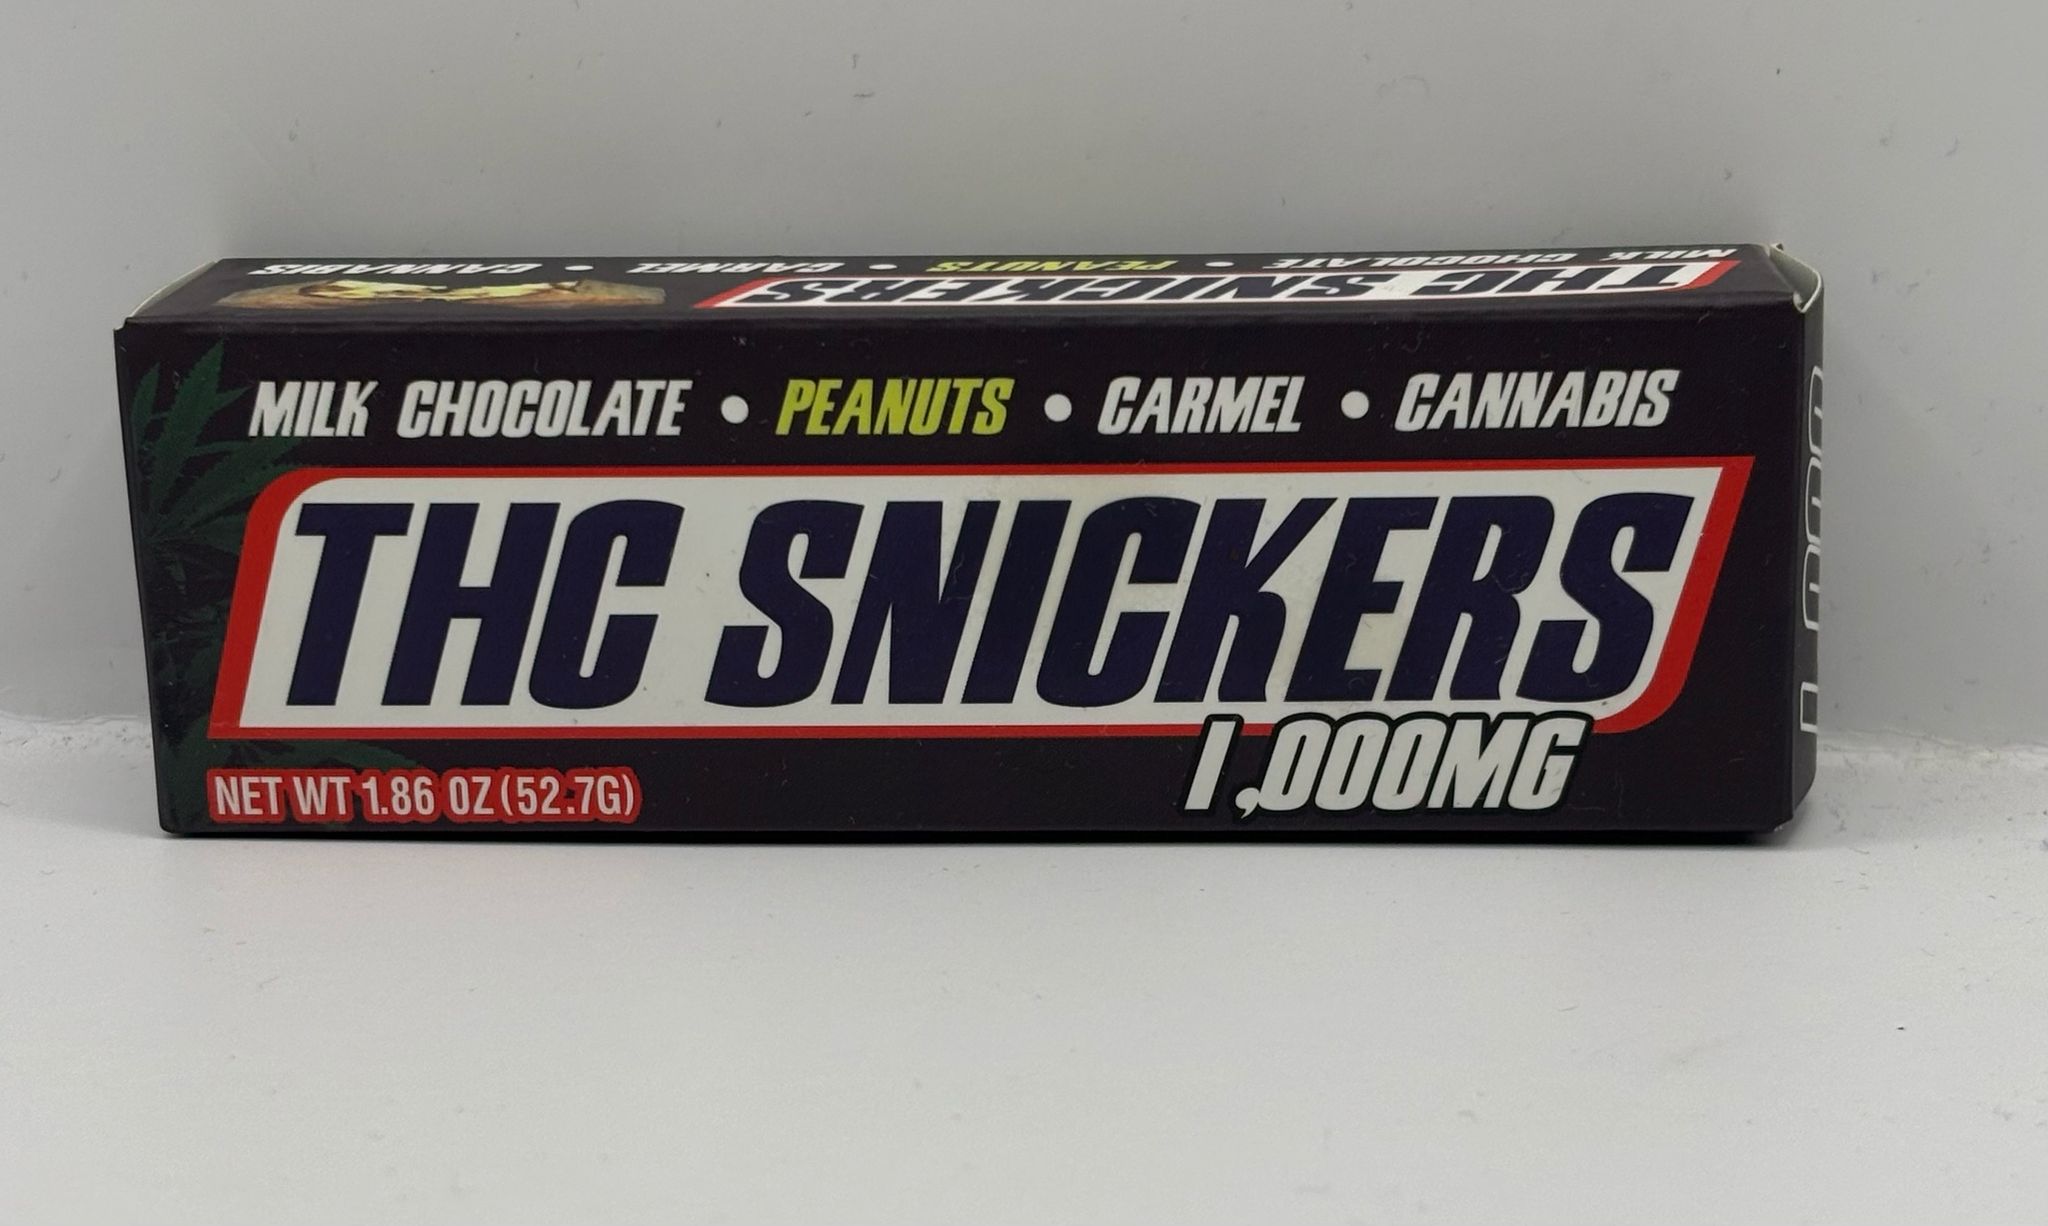 CANNABIS • CARMEL • PEANUTS • MILK CHOCOLATE
THC SNICKERS
MILK CHOCOLATE • PEANUTS • CARMEL • CANNABIS
THC SNICKERS
1,000MG
NET WT 1.86 OZ (52.7G)